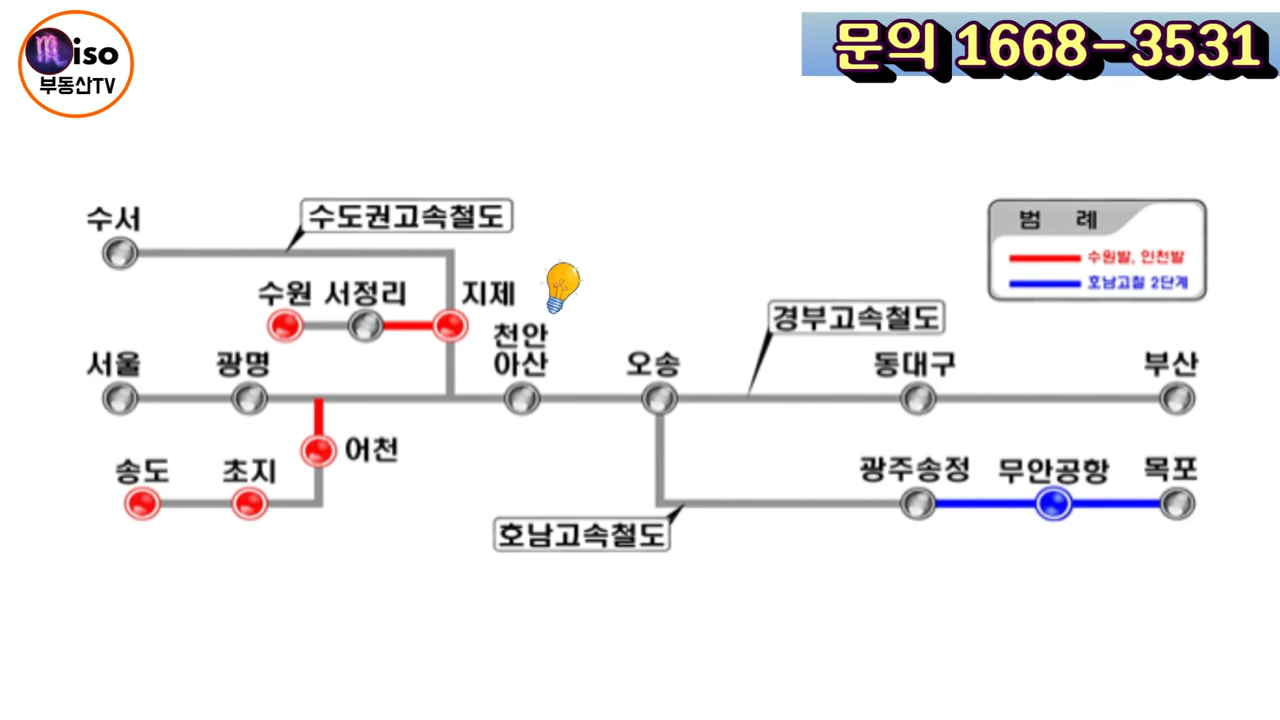 miso
부동산TV
문의 1668-3531
수서
수도권고속철도
범 례
수원발, 인천발
호남고철 2단계
수원 서정리 지제
천안
아산
경부고속철도
서울 광명 오송 동대구 부산
어천
송도 초지
광주송정 무안공항 목포
호남고속철도